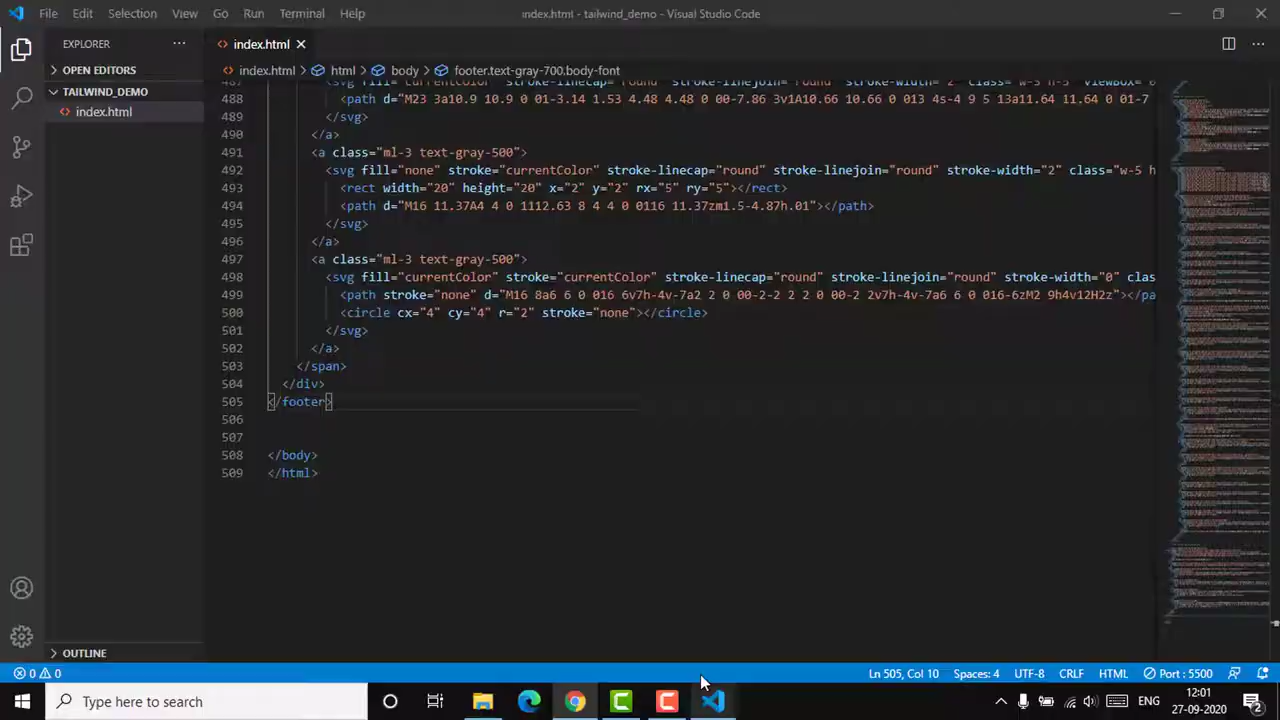 File Edit Selection View Go Run Terminal Help index.html - tailwind_demo - Visual Studio Code
EXPLORER ··· index.html
OPEN EDITORS
index.html html body footer.text-gray-700.body-font
TAILWIND_DEMO
index.html
488 <path d="M23 3a10.9 10.9 0 01-3.14 1.53 4.48 4.48 0 00-7.86 3v1A10.66 10.66 0 013 4s-4 9 5 13a11.64 11.64 0 01-7
489 </svg>
490 </a>
491 <a class="ml-3 text-gray-500">
492 <svg fill="none" stroke="currentColor" stroke-linecap="round" stroke-linejoin="round" stroke-width="2" class="w-5 h
493 <rect width="20" height="20" x="2" y="2" rx="5" ry="5"></rect>
494 <path d="M16 11.37A4 4 0 1112.63 8 4 4 0 0116 11.37zm1.5-4.87h.01"></path>
495 </svg>
496 </a>
497 <a class="ml-3 text-gray-500">
498 <svg fill="currentColor" stroke="currentColor" stroke-linecap="round" stroke-linejoin="round" stroke-width="0" clas
499 <path stroke="none" d="M16 8a6 6 0 016 6v7h-4v-7a2 2 0 00-2-2 2 2 0 00-2 2v7h-4v-7a6 6 0 016-6zM2 9h4v12H2z"></pa
500 <circle cx="4" cy="4" r="2" stroke="none"></circle>
501 </svg>
502 </a>
503 </span>
504 </div>
505 </footer>
506
507
508 </body>
509 </html>
OUTLINE
0 0 Ln 505, Col 10 Spaces: 4 UTF-8 CRLF HTML Port : 5500
Type here to search ENG 12:01
27-09-2020 2